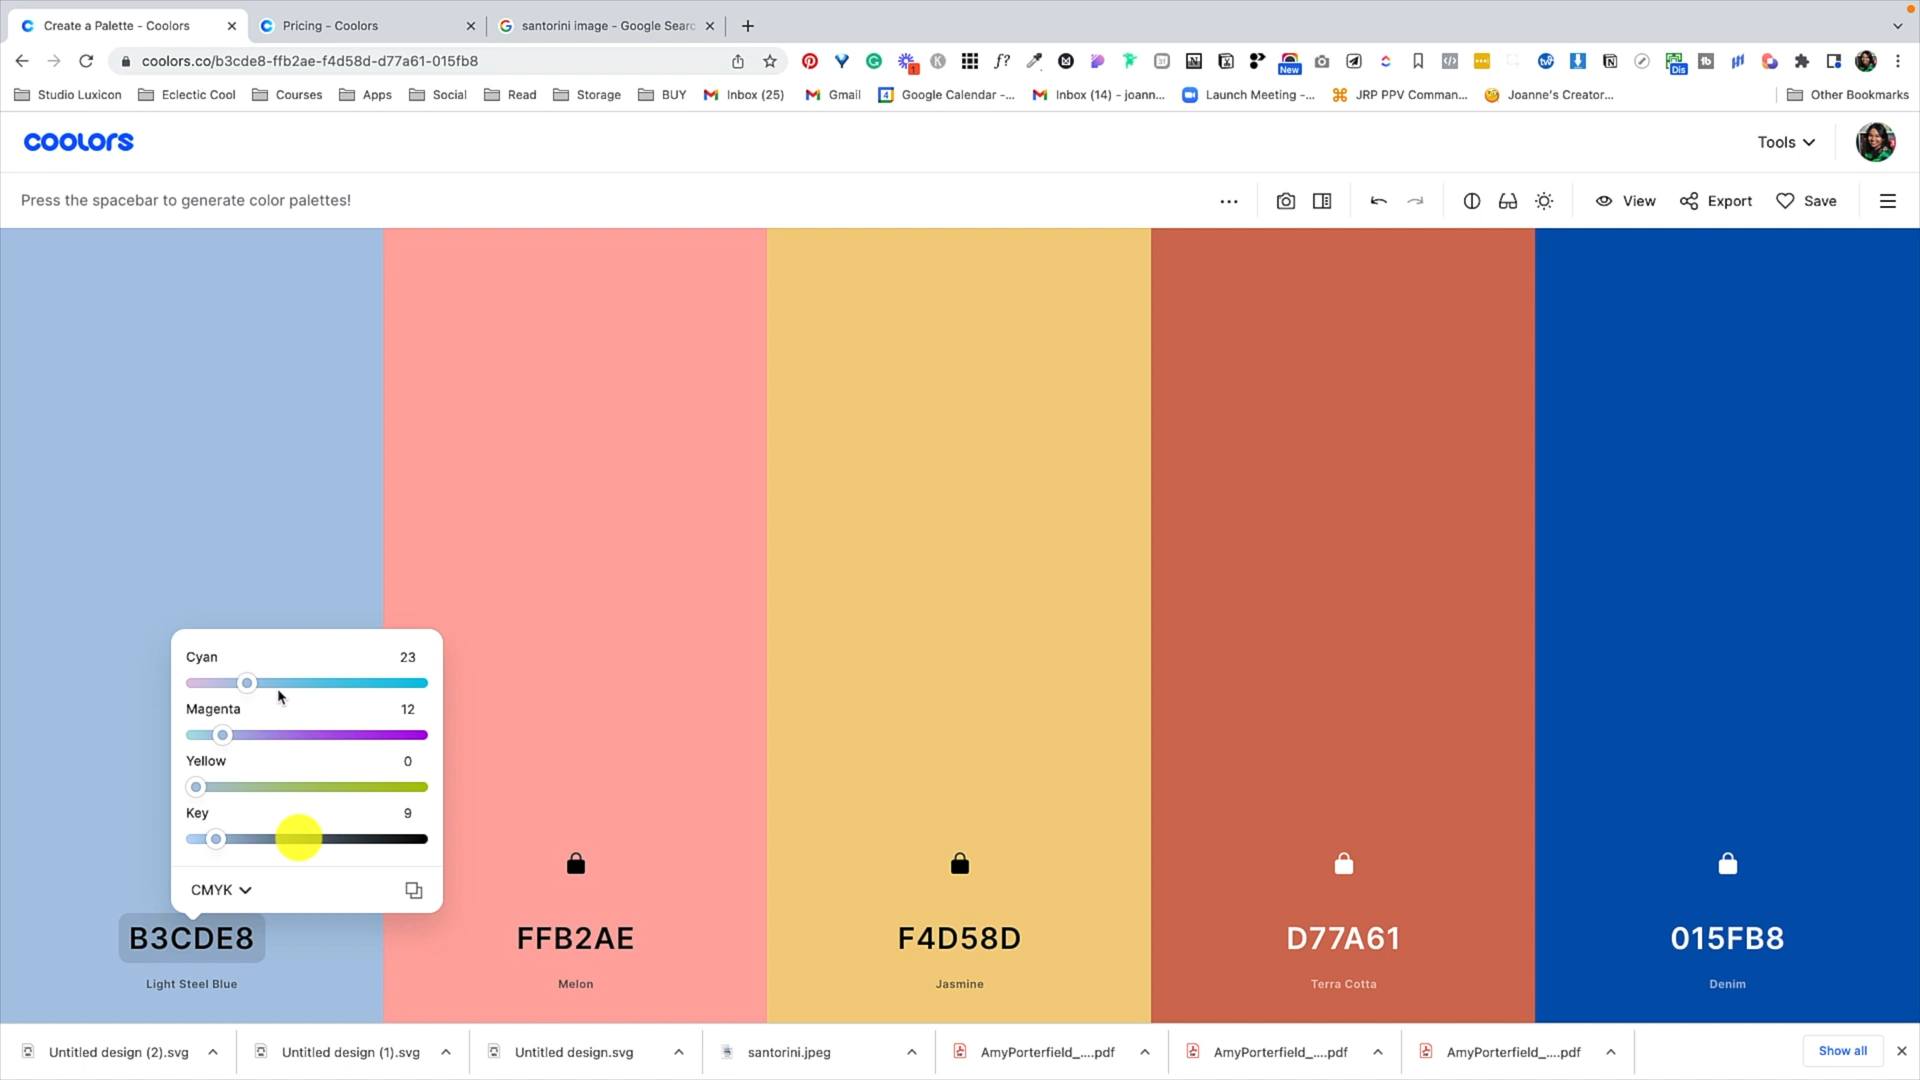 Create a Palette - Coolors
Pricing - Coolors
santorini image - Google Searc
coolors.co/b3cde8-ffb2ae-f4d58d-d77a61-015fb8
Studio Luxicon
Eclectic Cool
Courses
Apps
Social
Read
Storage
BUY
Inbox (25)
Gmail
Google Calendar -...
Inbox (14) - joann...
Launch Meeting -...
JRP PPV Comman...
Joanne's Creator...
Other Bookmarks
New
Dis
1
coolors
Tools
Press the spacebar to generate color palettes!
View
Export
Save
Cyan 23
Magenta 12
Yellow 0
Key 9
CMYK
B3CDE8
FFB2AE
F4D58D
D77A61
015FB8
Light Steel Blue
Melon
Jasmine
Terra Cotta
Denim
Untitled design (2).svg
Untitled design (1).svg
Untitled design.svg
santorini.jpeg
AmyPorterfield_....pdf
AmyPorterfield_....pdf
AmyPorterfield_....pdf
Show all